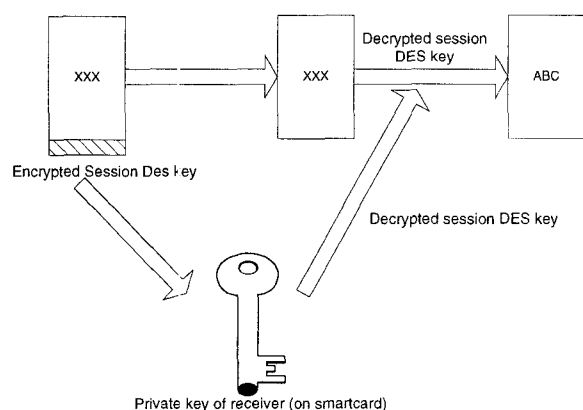 Decrypted session
DES key
XXX
XXX
ABC
Encrypted Session Des key
Decrypted session DES key
Private key of receiver (on smartcard)